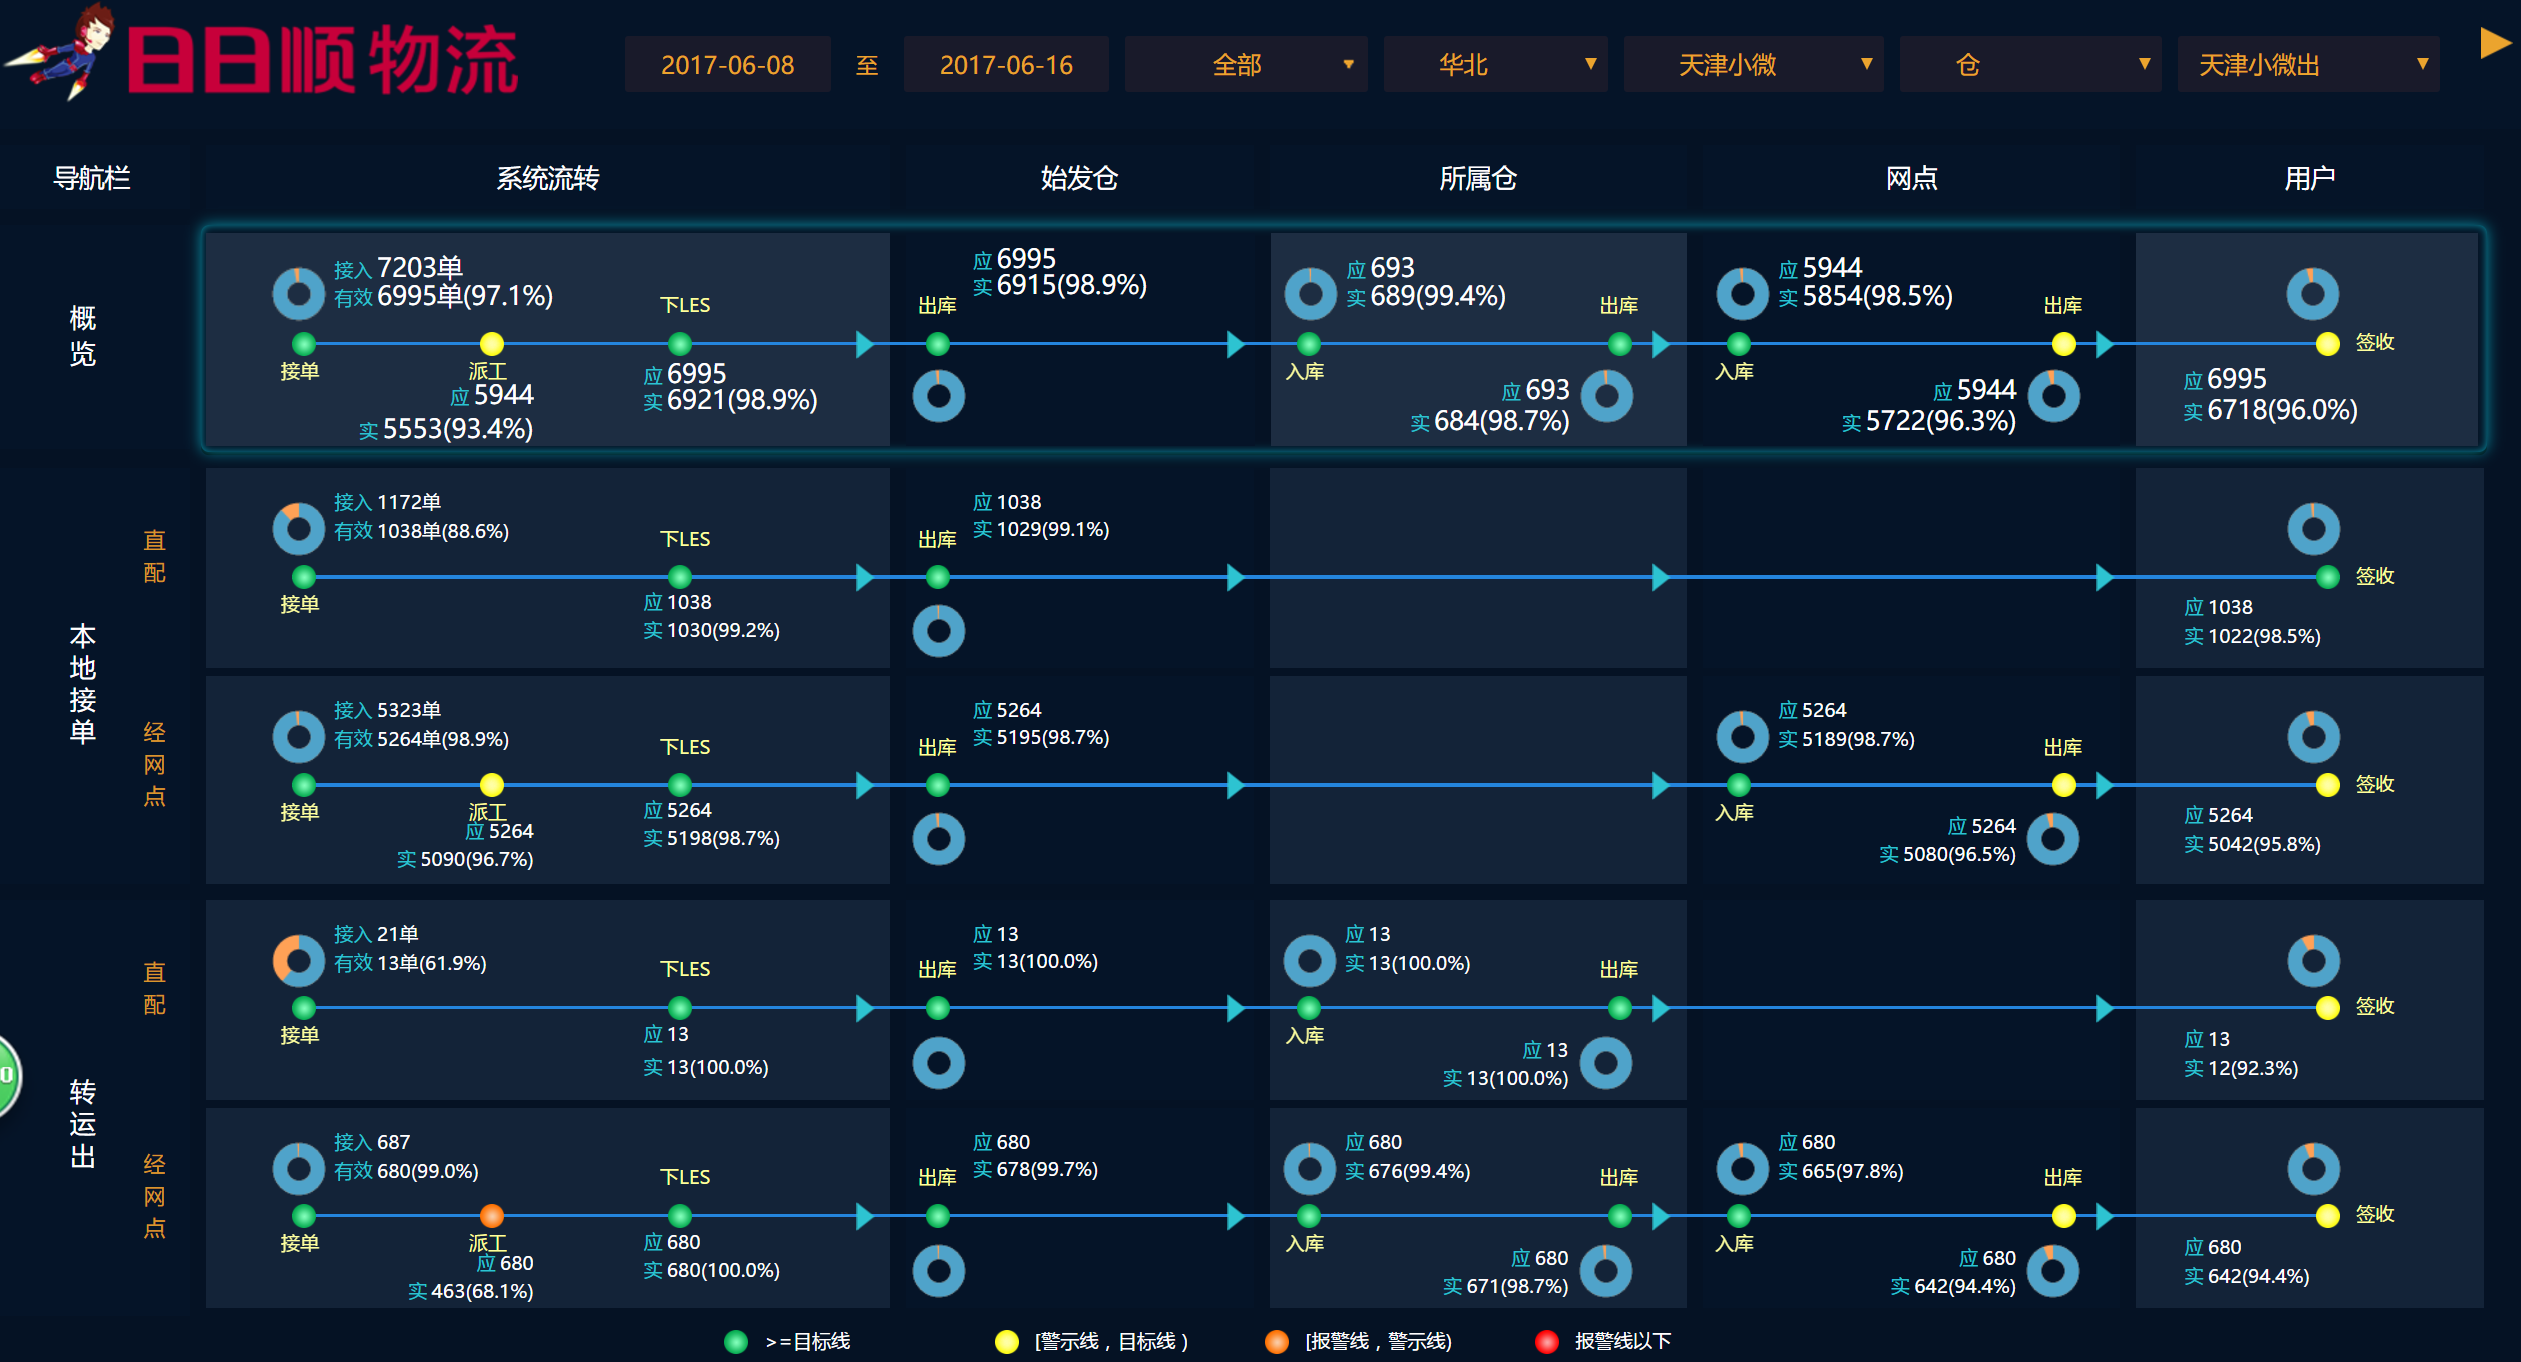 日日顺物流
2017-06-08 至 2017-06-16 全部 华北 天津小微 仓 天津小微出
导航栏 系统流转 始发仓 所属仓 网点 用户
概览
接入 7203单
有效 6995单(97.1%)
接单
派工
应 5944
实 5553(93.4%)
下LES
应 6995
实 6921(98.9%)
出库
应 6995
实 6915(98.9%)
应 693
实 689(99.4%)
入库
出库
应 693
实 684(98.7%)
应 5944
实 5854(98.5%)
入库
出库
应 5944
实 5722(96.3%)
签收
应 6995
实 6718(96.0%)
本地接单
直配
接入 1172单
有效 1038单(88.6%)
接单
下LES
应 1038
实 1030(99.2%)
出库
应 1038
实 1029(99.1%)
签收
应 1038
实 1022(98.5%)
经网点
接入 5323单
有效 5264单(98.9%)
接单
派工
应 5264
实 5090(96.7%)
下LES
应 5264
实 5198(98.7%)
出库
应 5264
实 5195(98.7%)
应 5264
实 5189(98.7%)
入库
出库
应 5264
实 5080(96.5%)
签收
应 5264
实 5042(95.8%)
转运出
直配
接入 21单
有效 13单(61.9%)
接单
下LES
应 13
实 13(100.0%)
出库
应 13
实 13(100.0%)
应 13
实 13(100.0%)
入库
出库
应 13
实 13(100.0%)
签收
应 13
实 12(92.3%)
经网点
接入 687
有效 680(99.0%)
接单
派工
应 680
实 463(68.1%)
下LES
应 680
实 680(100.0%)
出库
应 680
实 678(99.7%)
应 680
实 676(99.4%)
入库
出库
应 680
实 671(98.7%)
应 680
实 665(97.8%)
入库
出库
应 680
实 642(94.4%)
签收
应 680
实 642(94.4%)
>=目标线 [警示线，目标线 ) [报警线，警示线) 报警线以下